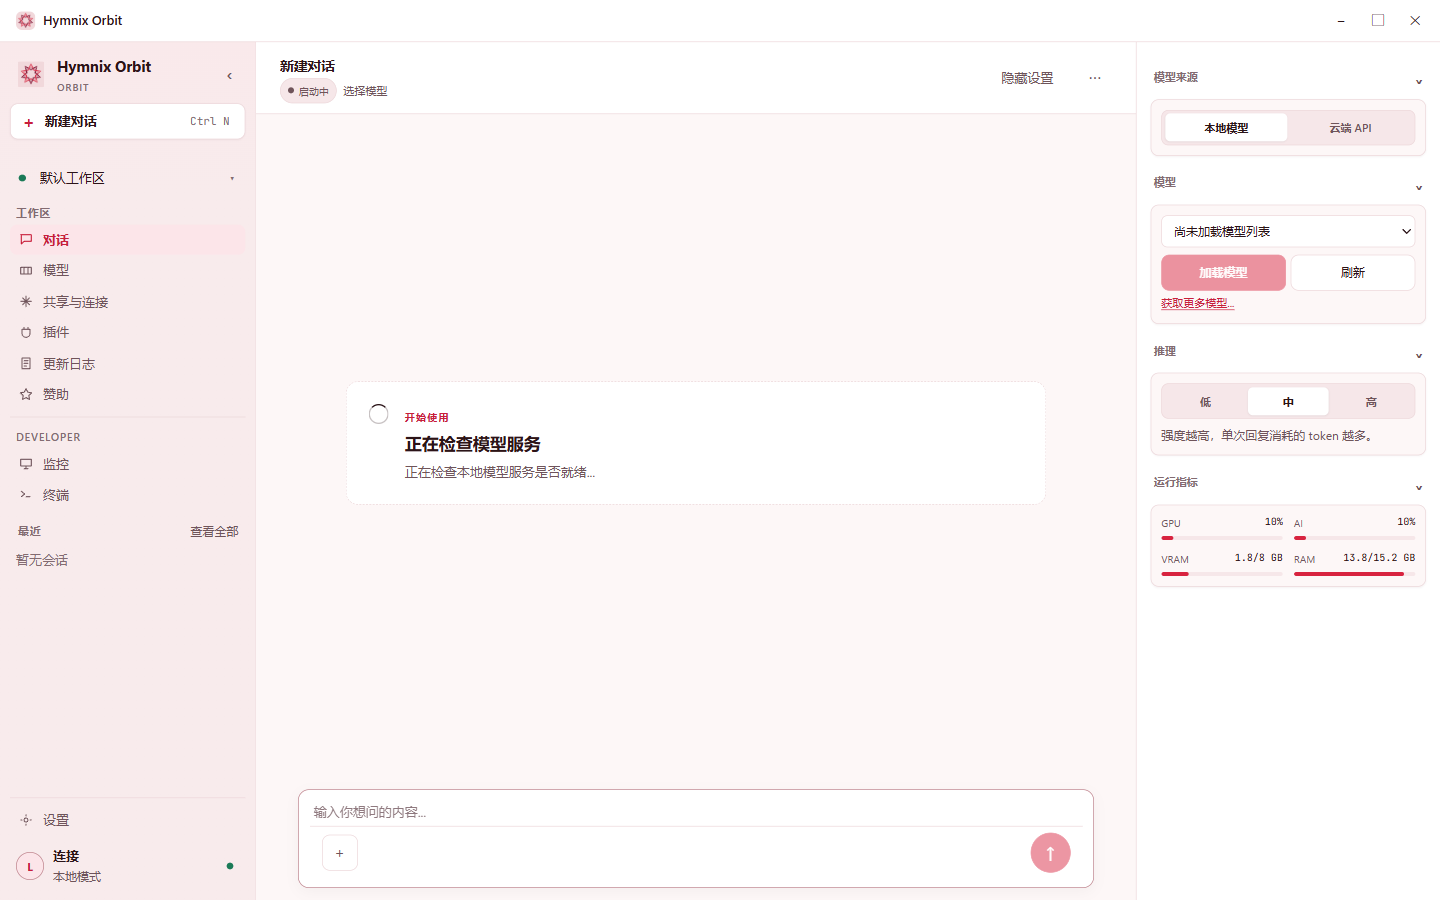 Hymnix Orbit
Hymnix Orbit
ORBIT
+ 新建对话 Ctrl N
默认工作区
工作区
对话
模型
共享与连接
插件
更新日志
赞助
DEVELOPER
监控
终端
最近 查看全部
暂无会话
设置
L
连接
本地模式
新建对话
启动中 选择模型
隐藏设置 ...
开始使用
正在检查模型服务
正在检查本地模型服务是否就绪...
输入你想问的内容...
+
模型来源
本地模型 云端 API
模型
尚未加载模型列表
加载模型 刷新
获取更多模型...
推理
低 中 高
强度越高，单次回复消耗的 token 越多。
运行指标
GPU 10% AI 10%
VRAM 1.8/8 GB RAM 13.8/15.2 GB